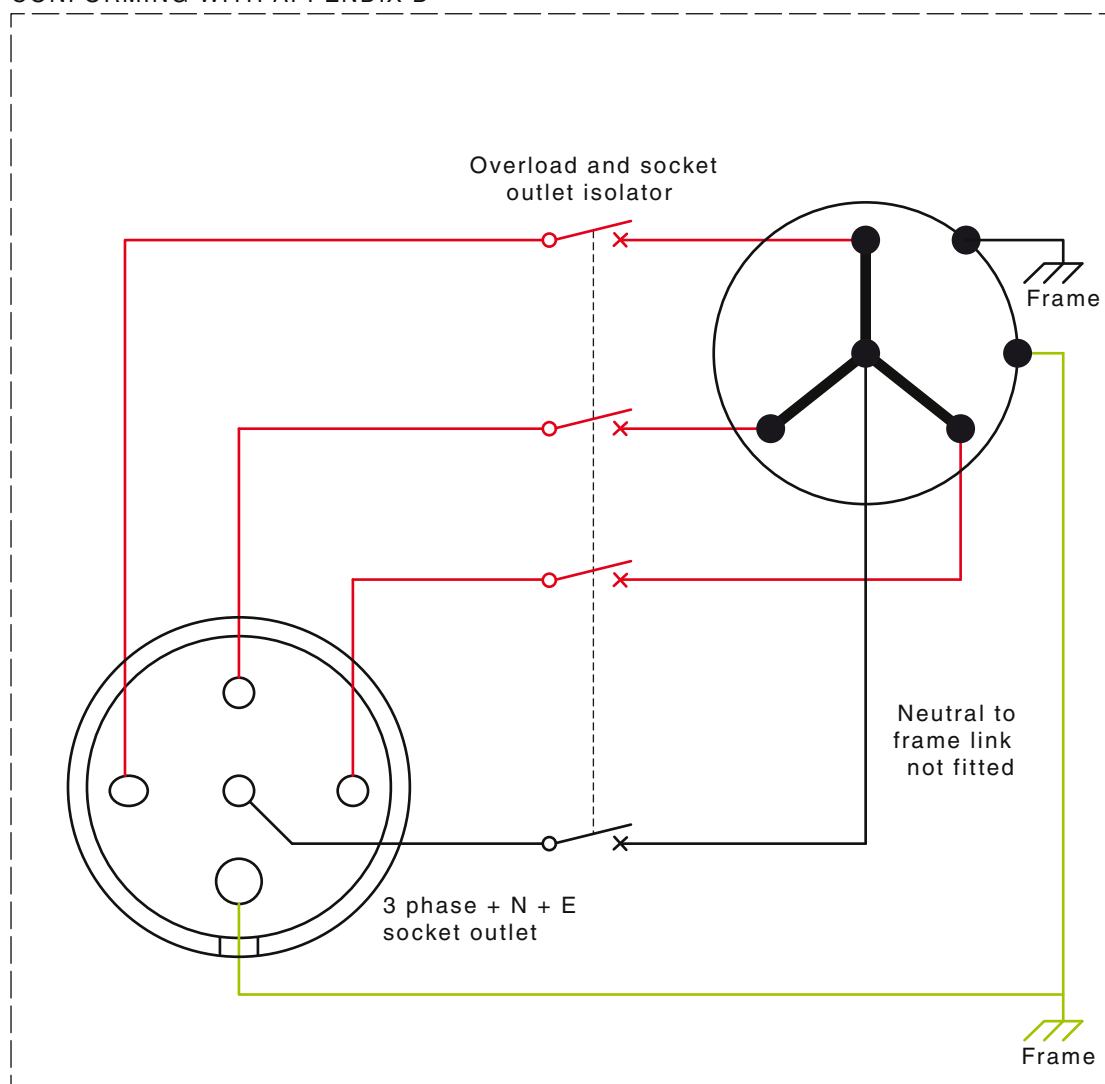 Overload and socket
outlet isolator
Frame
Neutral to
frame link
not fitted
3 phase + N + E
socket outlet
Frame